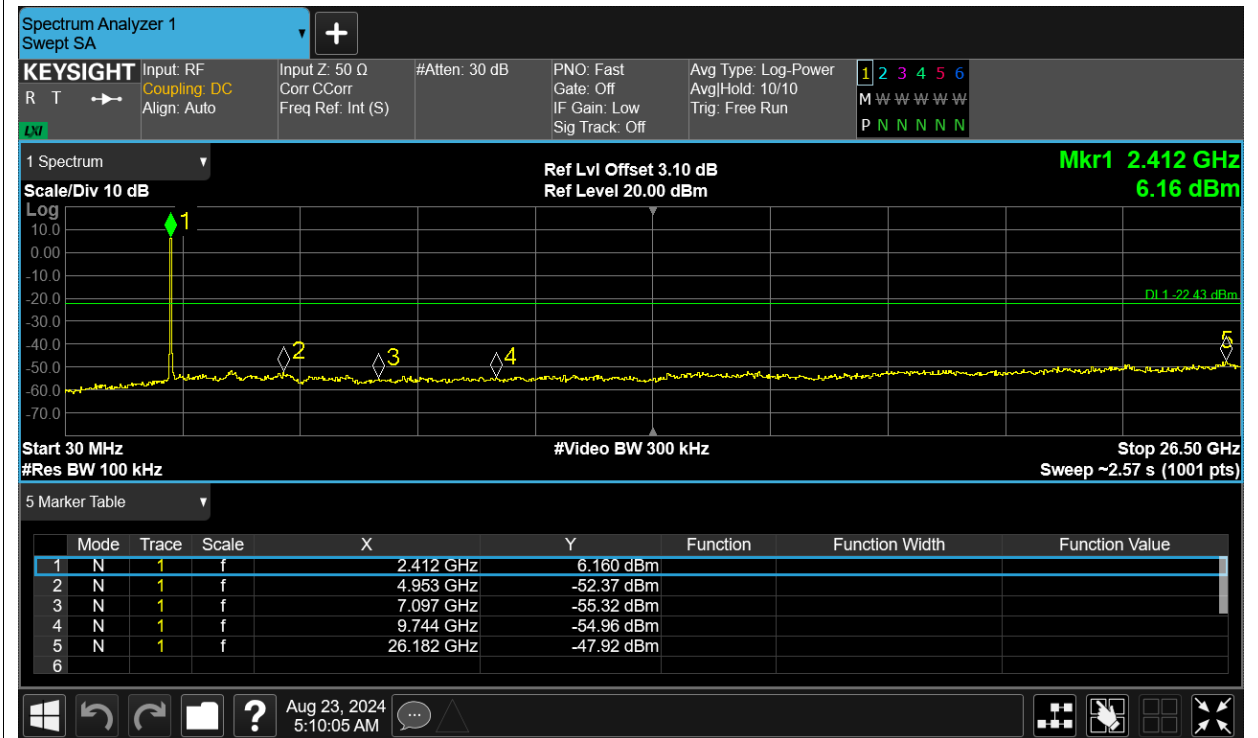 Spectrum Analyzer 1
Swept SA
+
KEYSIGHT Input: RF Input Z: 50 Ω #Atten: 30 dB PNO: Fast Avg Type: Log-Power 1 2 3 4 5 6
R T Coupling: DC Corr CCorr Gate: Off Avg|Hold: 10/10 M W W W W W
Align: Auto Freq Ref: Int (S) IF Gain: Low Trig: Free Run
LXI Sig Track: Off P N N N N N
1 Spectrum Ref Lvl Offset 3.10 dB Mkr1 2.412 GHz
Scale/Div 10 dB Ref Level 20.00 dBm 6.16 dBm
Log
1
10.0
0.00
-10.0
-20.0 DL1 -22.43 dBm
-30.0
-40.0 2 3 4 5
-50.0
-60.0
-70.0
Start 30 MHz #Video BW 300 kHz Stop 26.50 GHz
#Res BW 100 kHz Sweep ~2.57 s (1001 pts)
5 Marker Table
Mode Trace Scale X Y Function Function Width Function Value
1 N 1 f 2.412 GHz 6.160 dBm
2 N 1 f 4.953 GHz -52.37 dBm
3 N 1 f 7.097 GHz -55.32 dBm
4 N 1 f 9.744 GHz -54.96 dBm
5 N 1 f 26.182 GHz -47.92 dBm
6
? Aug 23, 2024
5:10:05 AM